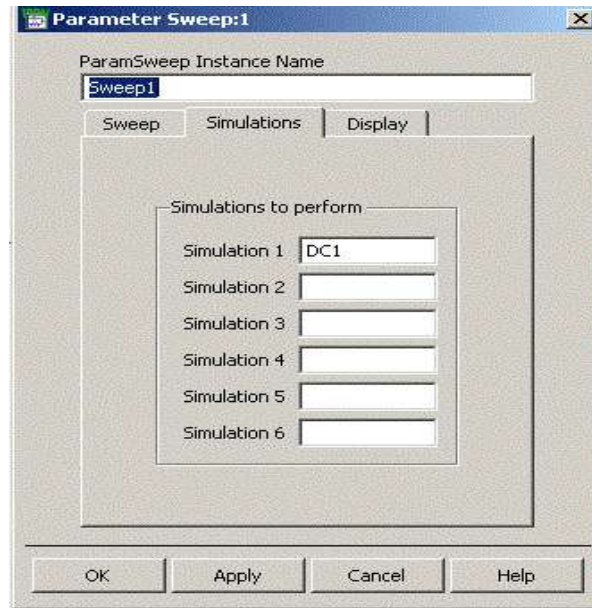 Parameter Sweep:1
ParamSweep Instance Name
Sweep1
Sweep Simulations Display
Simulations to perform
Simulation 1 DC1
Simulation 2
Simulation 3
Simulation 4
Simulation 5
Simulation 6
OK Apply Cancel Help